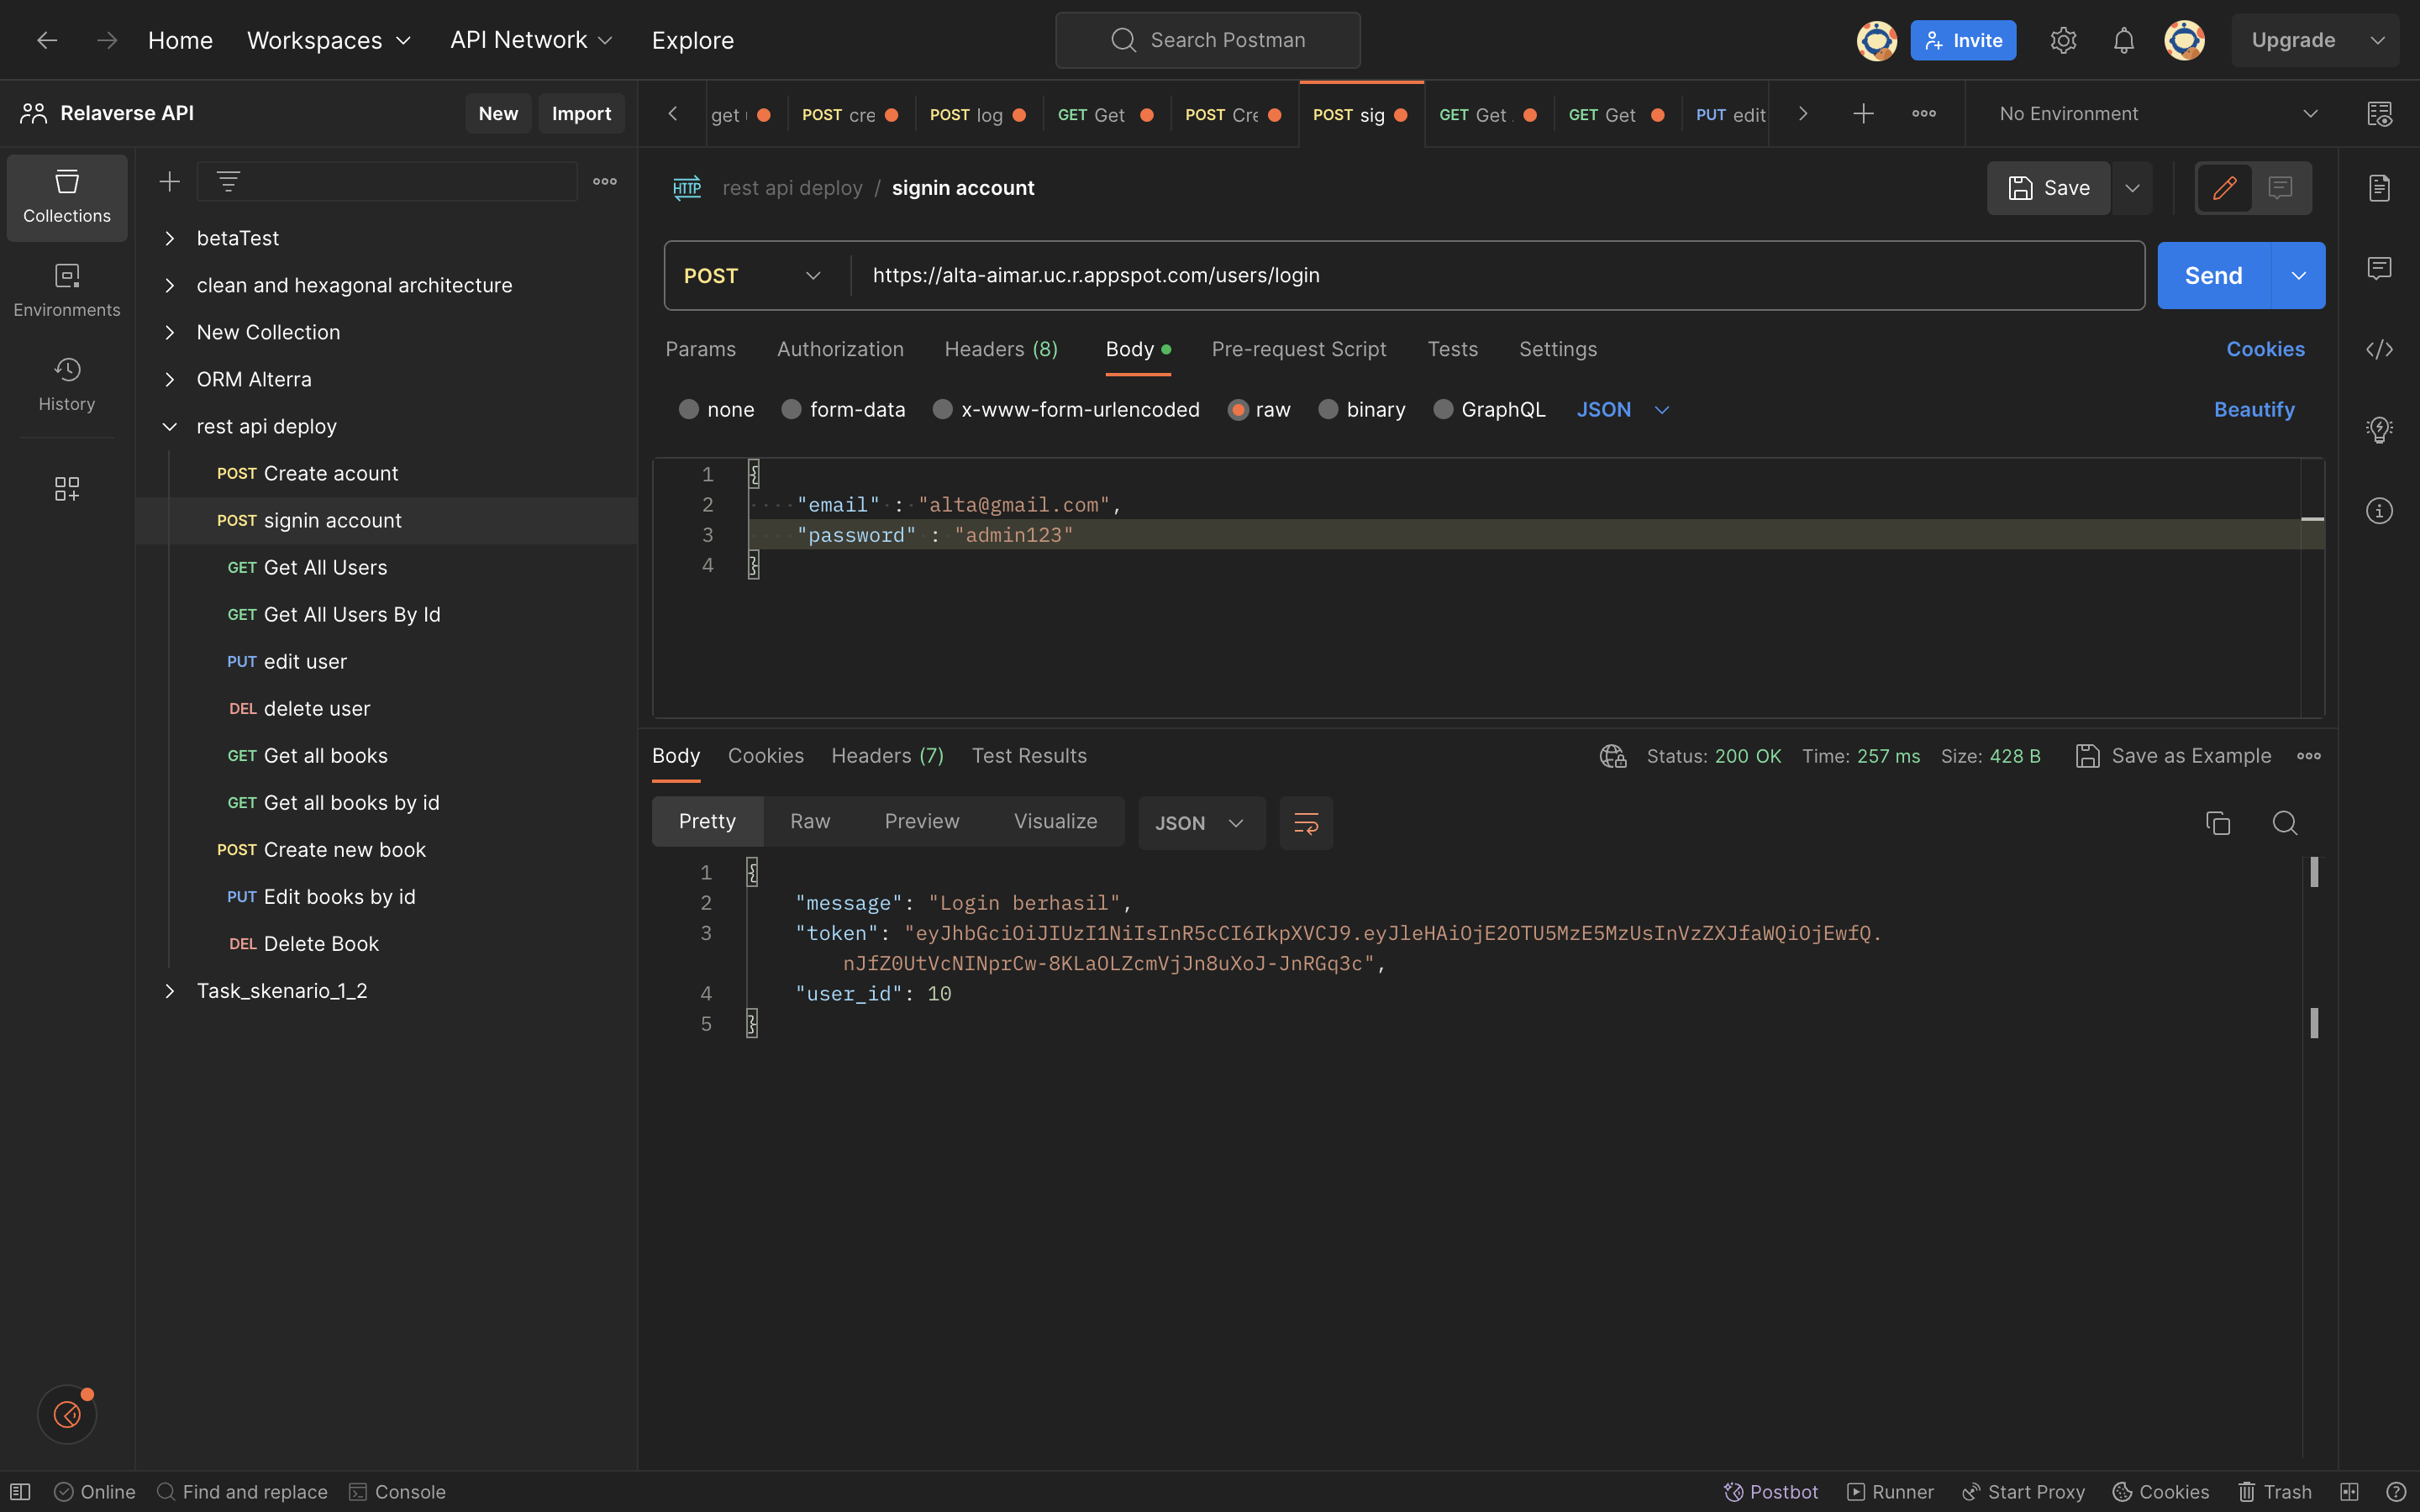 Home Workspaces API Network Explore Search Postman Invite Upgrade
Relaverse API New Import get POST cre POST log GET Get POST Cre POST sig GET Get GET Get PUT edit No Environment
Collections
Environments
History
betaTest
clean and hexagonal architecture
New Collection
ORM Alterra
rest api deploy
POST Create acount
POST signin account
GET Get All Users
GET Get All Users By Id
PUT edit user
DEL delete user
GET Get all books
GET Get all books by id
POST Create new book
PUT Edit books by id
DEL Delete Book
Task_skenario_1_2
HTTP rest api deploy / signin account Save
POST https://alta-aimar.uc.r.appspot.com/users/login Send
Params Authorization Headers (8) Body Pre-request Script Tests Settings Cookies
none form-data x-www-form-urlencoded raw binary GraphQL JSON Beautify
1 {
2 "email" : "alta@gmail.com",
3 "password" : "admin123"
4 }
Body Cookies Headers (7) Test Results Status: 200 OK Time: 257 ms Size: 428 B Save as Example
Pretty Raw Preview Visualize JSON
1 {
2 "message": "Login berhasil",
3 "token": "eyJhbGciOiJIUzI1NiIsInR5cCI6IkpXVCJ9.eyJleHAiOjE2OTU5MzE5MzUsInVzZXJfaWQiOjEwfQ.
nJfZ0UtVcNINprCw-8KLaOLZcmVjJn8uXoJ-JnRGq3c",
4 "user_id": 10
5 }
Online Find and replace Console Postbot Runner Start Proxy Cookies Trash